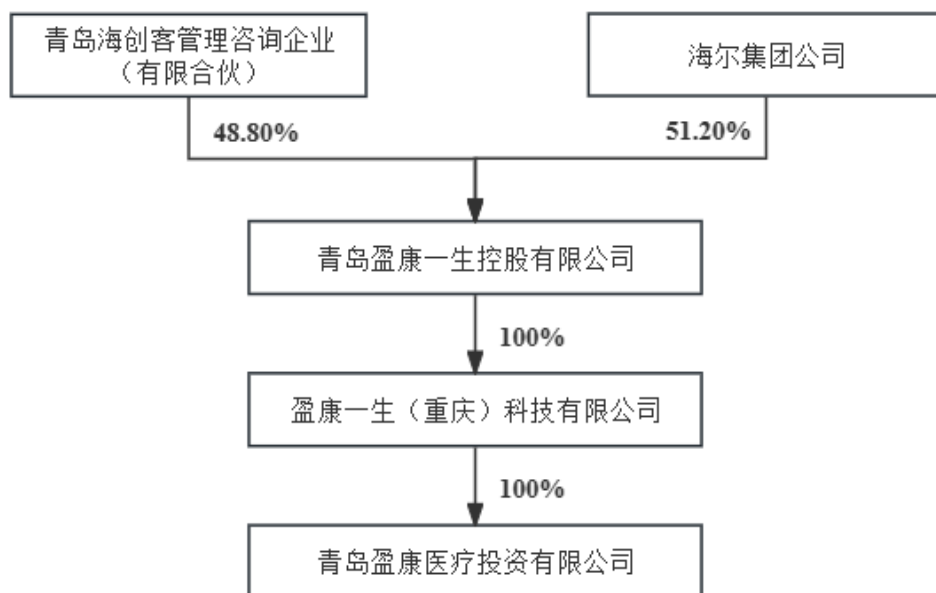 青岛海创客管理咨询企业
（有限合伙）
海尔集团公司
48.80%
51.20%
青岛盈康一生控股有限公司
100%
盈康一生（重庆）科技有限公司
100%
青岛盈康医疗投资有限公司